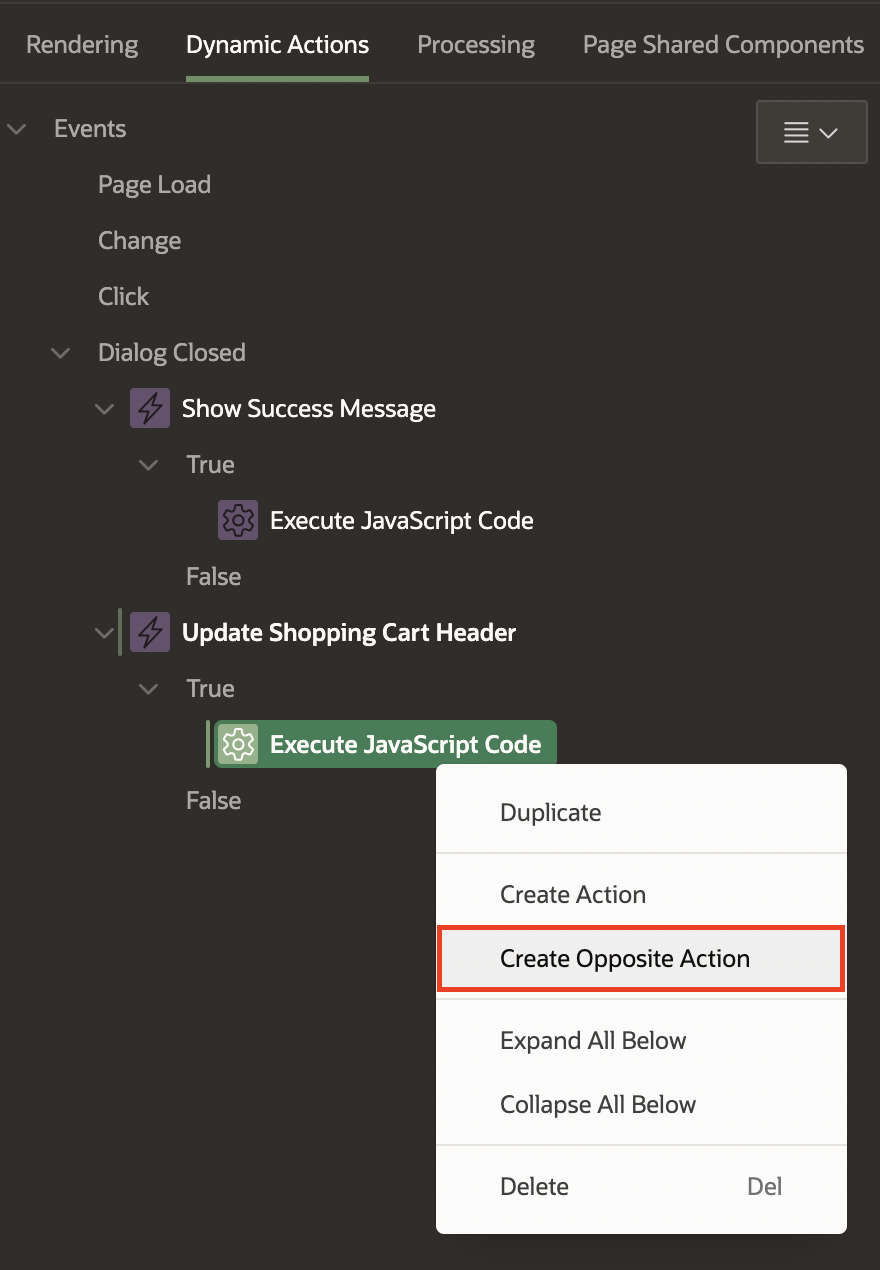 Rendering Dynamic Actions Processing Page Shared Components
Events
Page Load
Change
Click
Dialog Closed
Show Success Message
True
Execute JavaScript Code
False
Update Shopping Cart Header
True
Execute JavaScript Code
False
Duplicate
Create Action
Create Opposite Action
Expand All Below
Collapse All Below
Delete Del